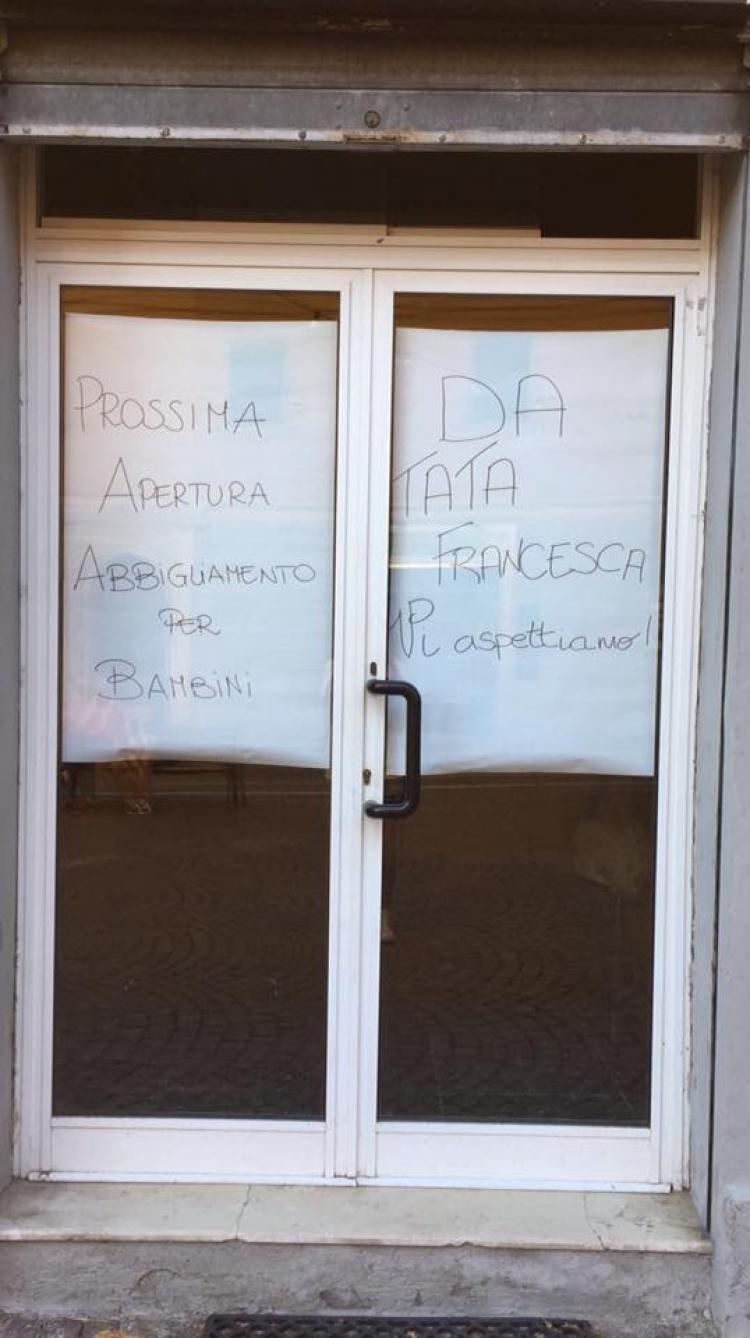 PROSSIMA
APERTURA
ABBIGLIAMENTO
PER
BAMBINI
DA
TATA
FRANCESCA
Vi aspettiamo!